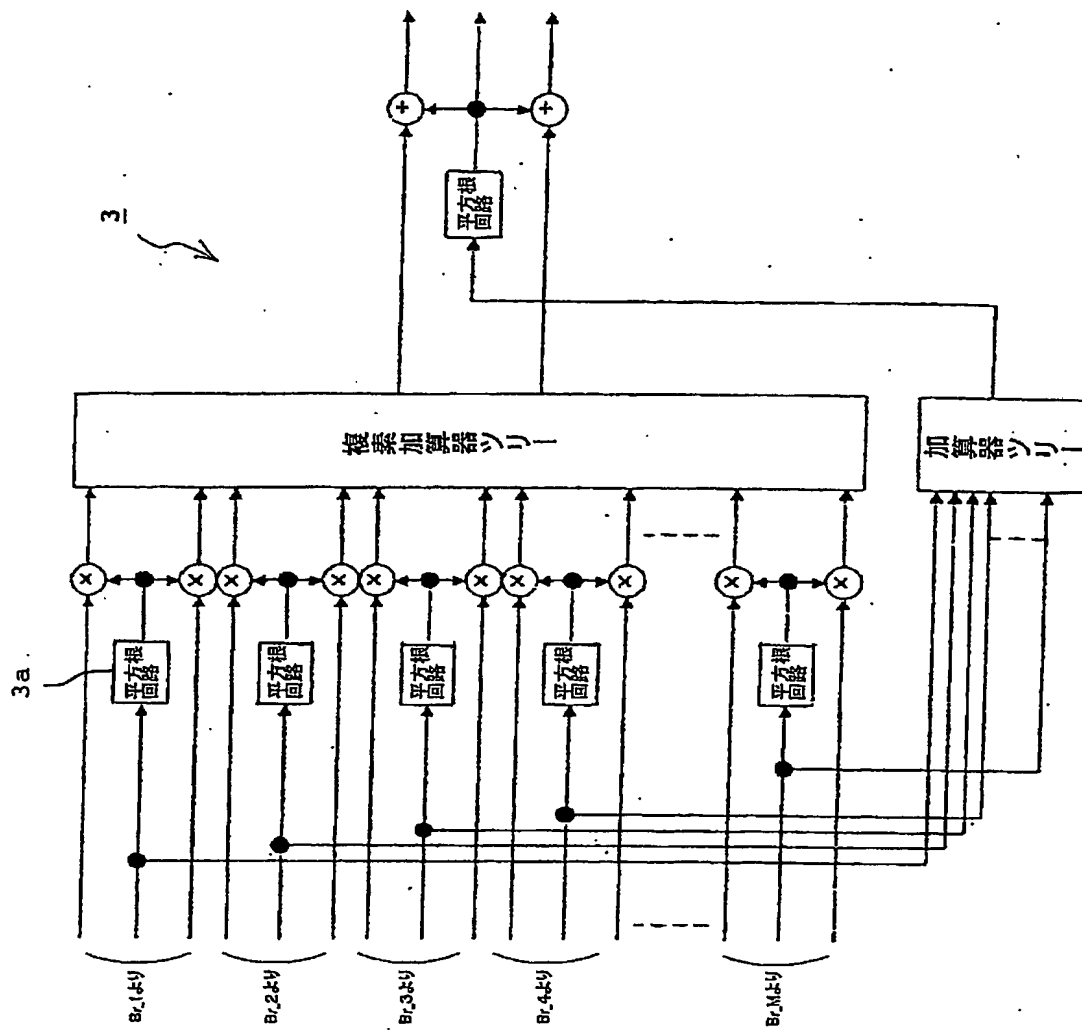 3
平方根
回路
複素加算器ツリー
加算器ツリー
3a
平方根
回路
平方根
回路
平方根
回路
平方根
回路
平方根
回路
Br_1より
Br_2より
Br_3より
Br_4より
Br_Mより